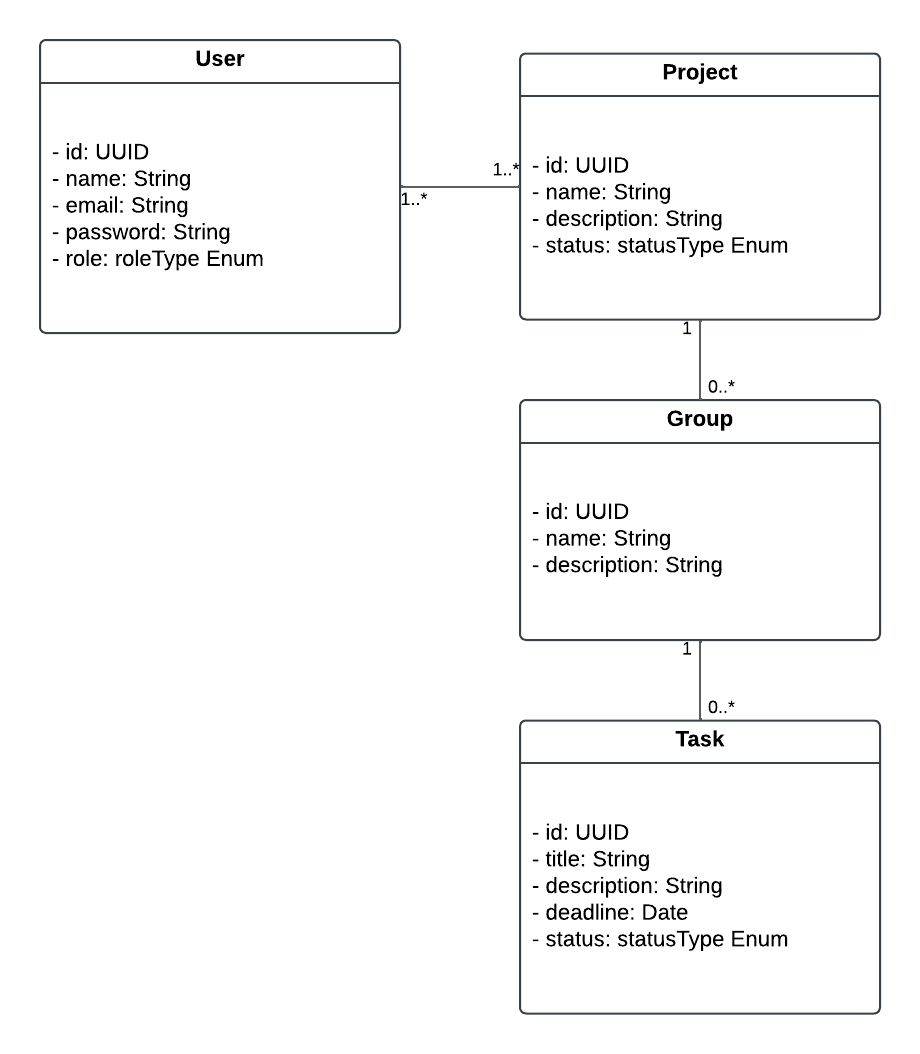 User
- id: UUID
- name: String
- email: String
- password: String
- role: roleType Enum
1..*
1..*
Project
- id: UUID
- name: String
- description: String
- status: statusType Enum
1
0..*
Group
- id: UUID
- name: String
- description: String
1
0..*
Task
- id: UUID
- title: String
- description: String
- deadline: Date
- status: statusType Enum